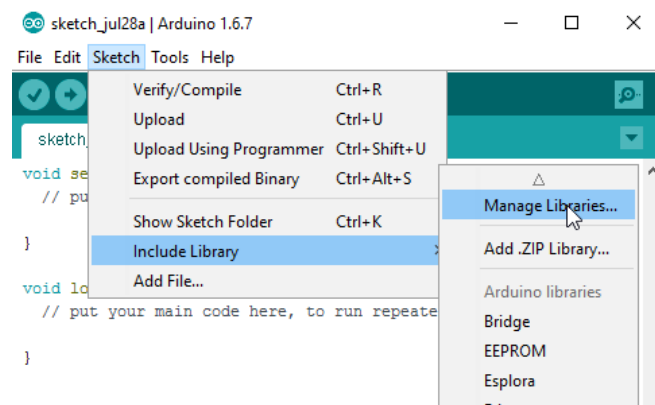 sketch_jul28a | Arduino 1.6.7
File Edit Sketch Tools Help
Verify/Compile Ctrl+R
Upload Ctrl+U
sketch
Upload Using Programmer Ctrl+Shift+U
void se
Export compiled Binary Ctrl+Alt+S
// pu
Manage Libraries...
Show Sketch Folder Ctrl+K
}
Include Library
Add .ZIP Library...
Add File...
void lo
Arduino libraries
// put your main code here, to run repeate
Bridge
}
EEPROM
Esplora